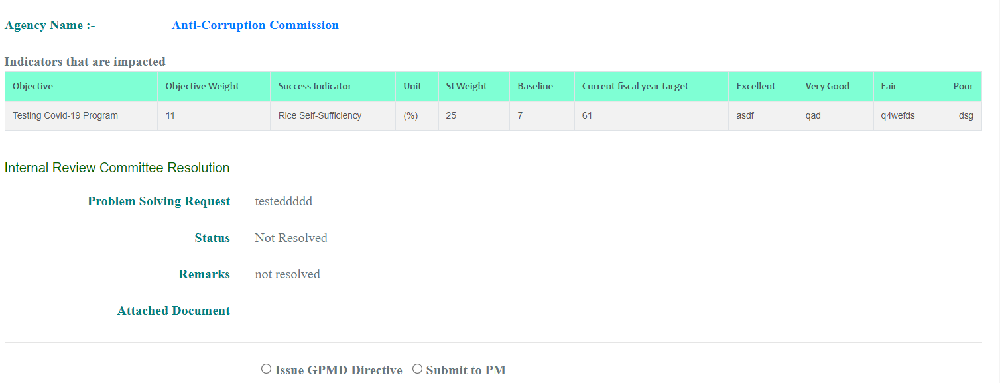 Agency Name :- Anti-Corruption Commission
Indicators that are impacted
Objective Objective Weight Success Indicator Unit SI Weight Baseline Current fiscal year target Excellent Very Good Fair Poor
Testing Covid-19 Program 11 Rice Self-Sufficiency (%) 25 7 61 asdf qad q4wefds dsg
Internal Review Committee Resolution
Problem Solving Request testeddddd
Status Not Resolved
Remarks not resolved
Attached Document
Issue GPMD Directive Submit to PM